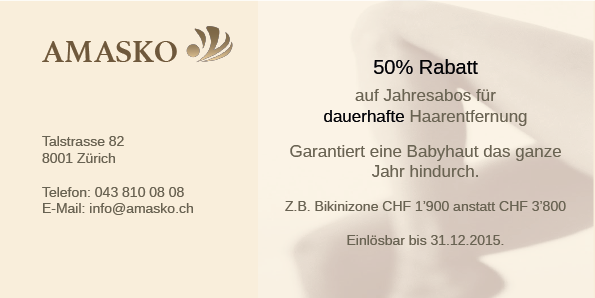 AMASKO
Talstrasse 82
8001 Zürich
Telefon: 043 810 08 08
E-Mail: info@amasko.ch
50% Rabatt
auf Jahresabos für
dauerhafte Haarentfernung
Garantiert eine Babyhaut das ganze
Jahr hindurch.
Z.B. Bikinizone CHF 1'900 anstatt CHF 3'800
Einlösbar bis 31.12.2015.